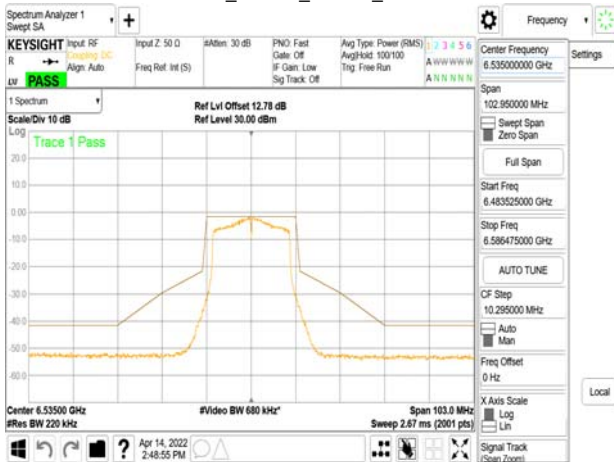 Spectrum Analyzer 1
Swept SA
+
Frequency
KEYSIGHT
R
LU
PASS
Input: RF
Coupling: DC
Align: Auto
Input Z: 50 Ω
Freq Ref: Int (S)
#Atten: 30 dB
PNO: Fast
Gate: Off
IF Gain: Low
Sig Track: Off
Avg Type: Power (RMS)
Avg|Hold: 100/100
Trig: Free Run
1 2 3 4 5 6
A W W W W W
A N N N N N
1 Spectrum
Scale/Div 10 dB
Ref Lvl Offset 12.78 dB
Ref Level 30.00 dBm
Log
Trace 1 Pass
20.0
10.0
0.00
-10.0
-20.0
-30.0
-40.0
-50.0
-60.0
Center 6.53500 GHz
#Res BW 220 kHz
#Video BW 680 kHz*
Span 103.0 MHz
Sweep 2.67 ms (2001 pts)
Apr 14, 2022
2:48:55 PM
?
Center Frequency
6.535000000 GHz
Span
102.950000 MHz
Swept Span
Zero Span
Full Span
Start Freq
6.483525000 GHz
Stop Freq
6.586475000 GHz
AUTO TUNE
CF Step
10.295000 MHz
Auto
Man
Freq Offset
0 Hz
X Axis Scale
Log
Lin
Signal Track
(Span Zoom)
Settings
Local